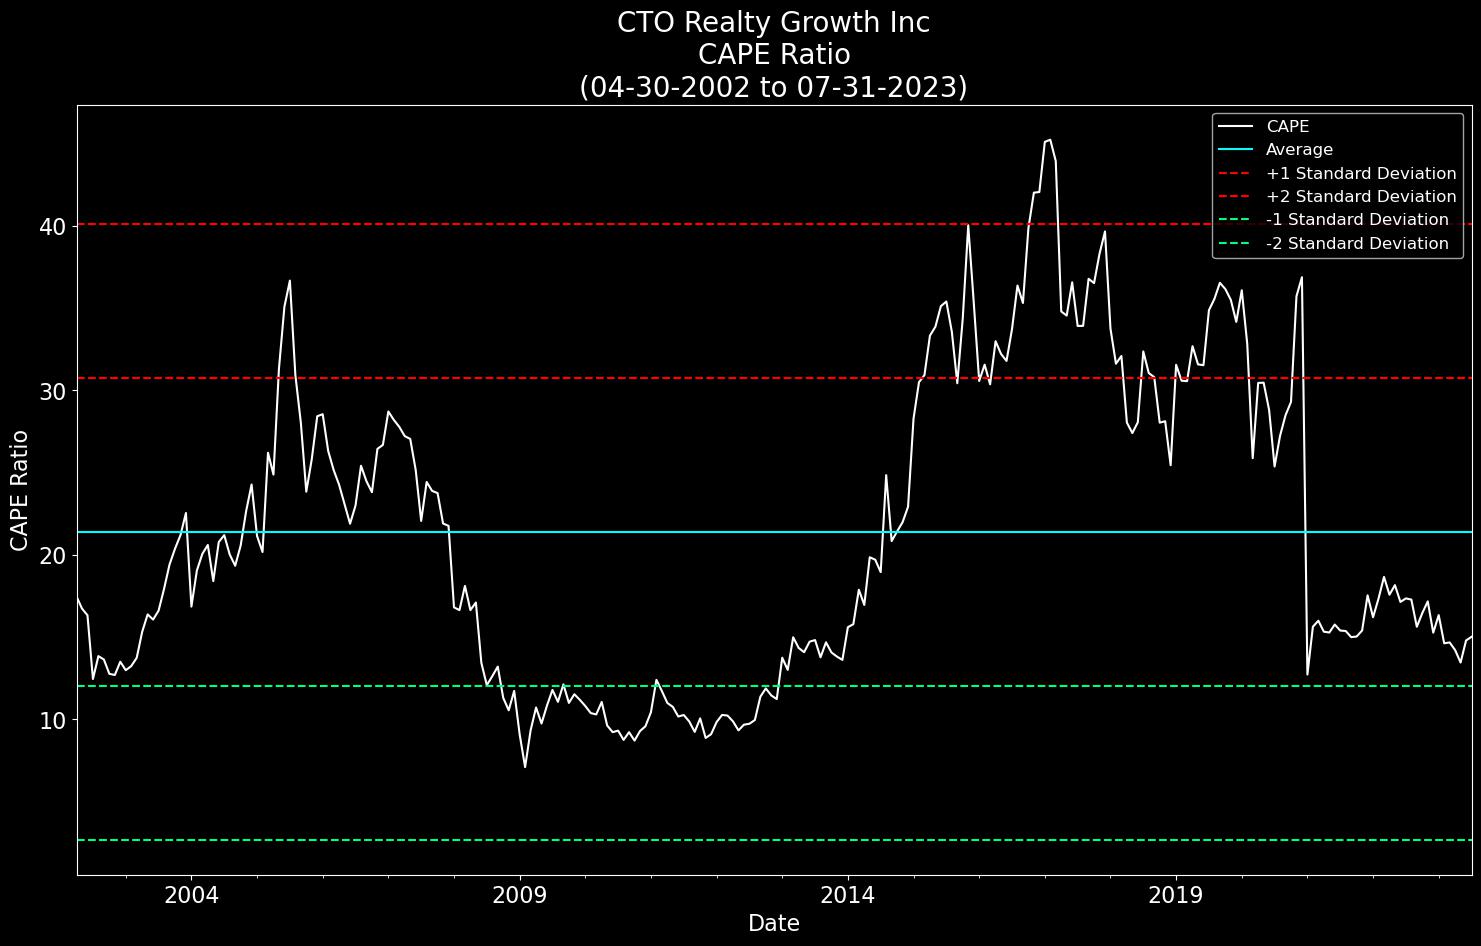 CTO Realty Growth Inc
CAPE Ratio
(04-30-2002 to 07-31-2023)
CAPE
Average
+1 Standard Deviation
+2 Standard Deviation
-1 Standard Deviation
-2 Standard Deviation
40
30
20
10
CAPE Ratio
2004
2009
2014
2019
Date